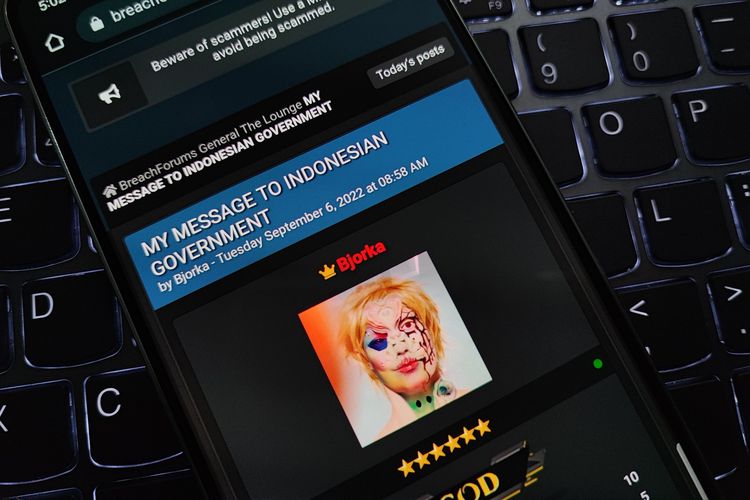 5:02
breach
Beware of scammers! Use a
avoid being scammed.
Today's posts
BreachForums General The Lounge MY
MESSAGE TO INDONESIAN GOVERNMENT
MY MESSAGE TO INDONESIAN
GOVERNMENT
by Bjorka - Tuesday September 6, 2022 at 08:58 AM
Bjorka
GOD
10
5
F9
(
9
)
0
O
P
L
<
>
E
D
X
C